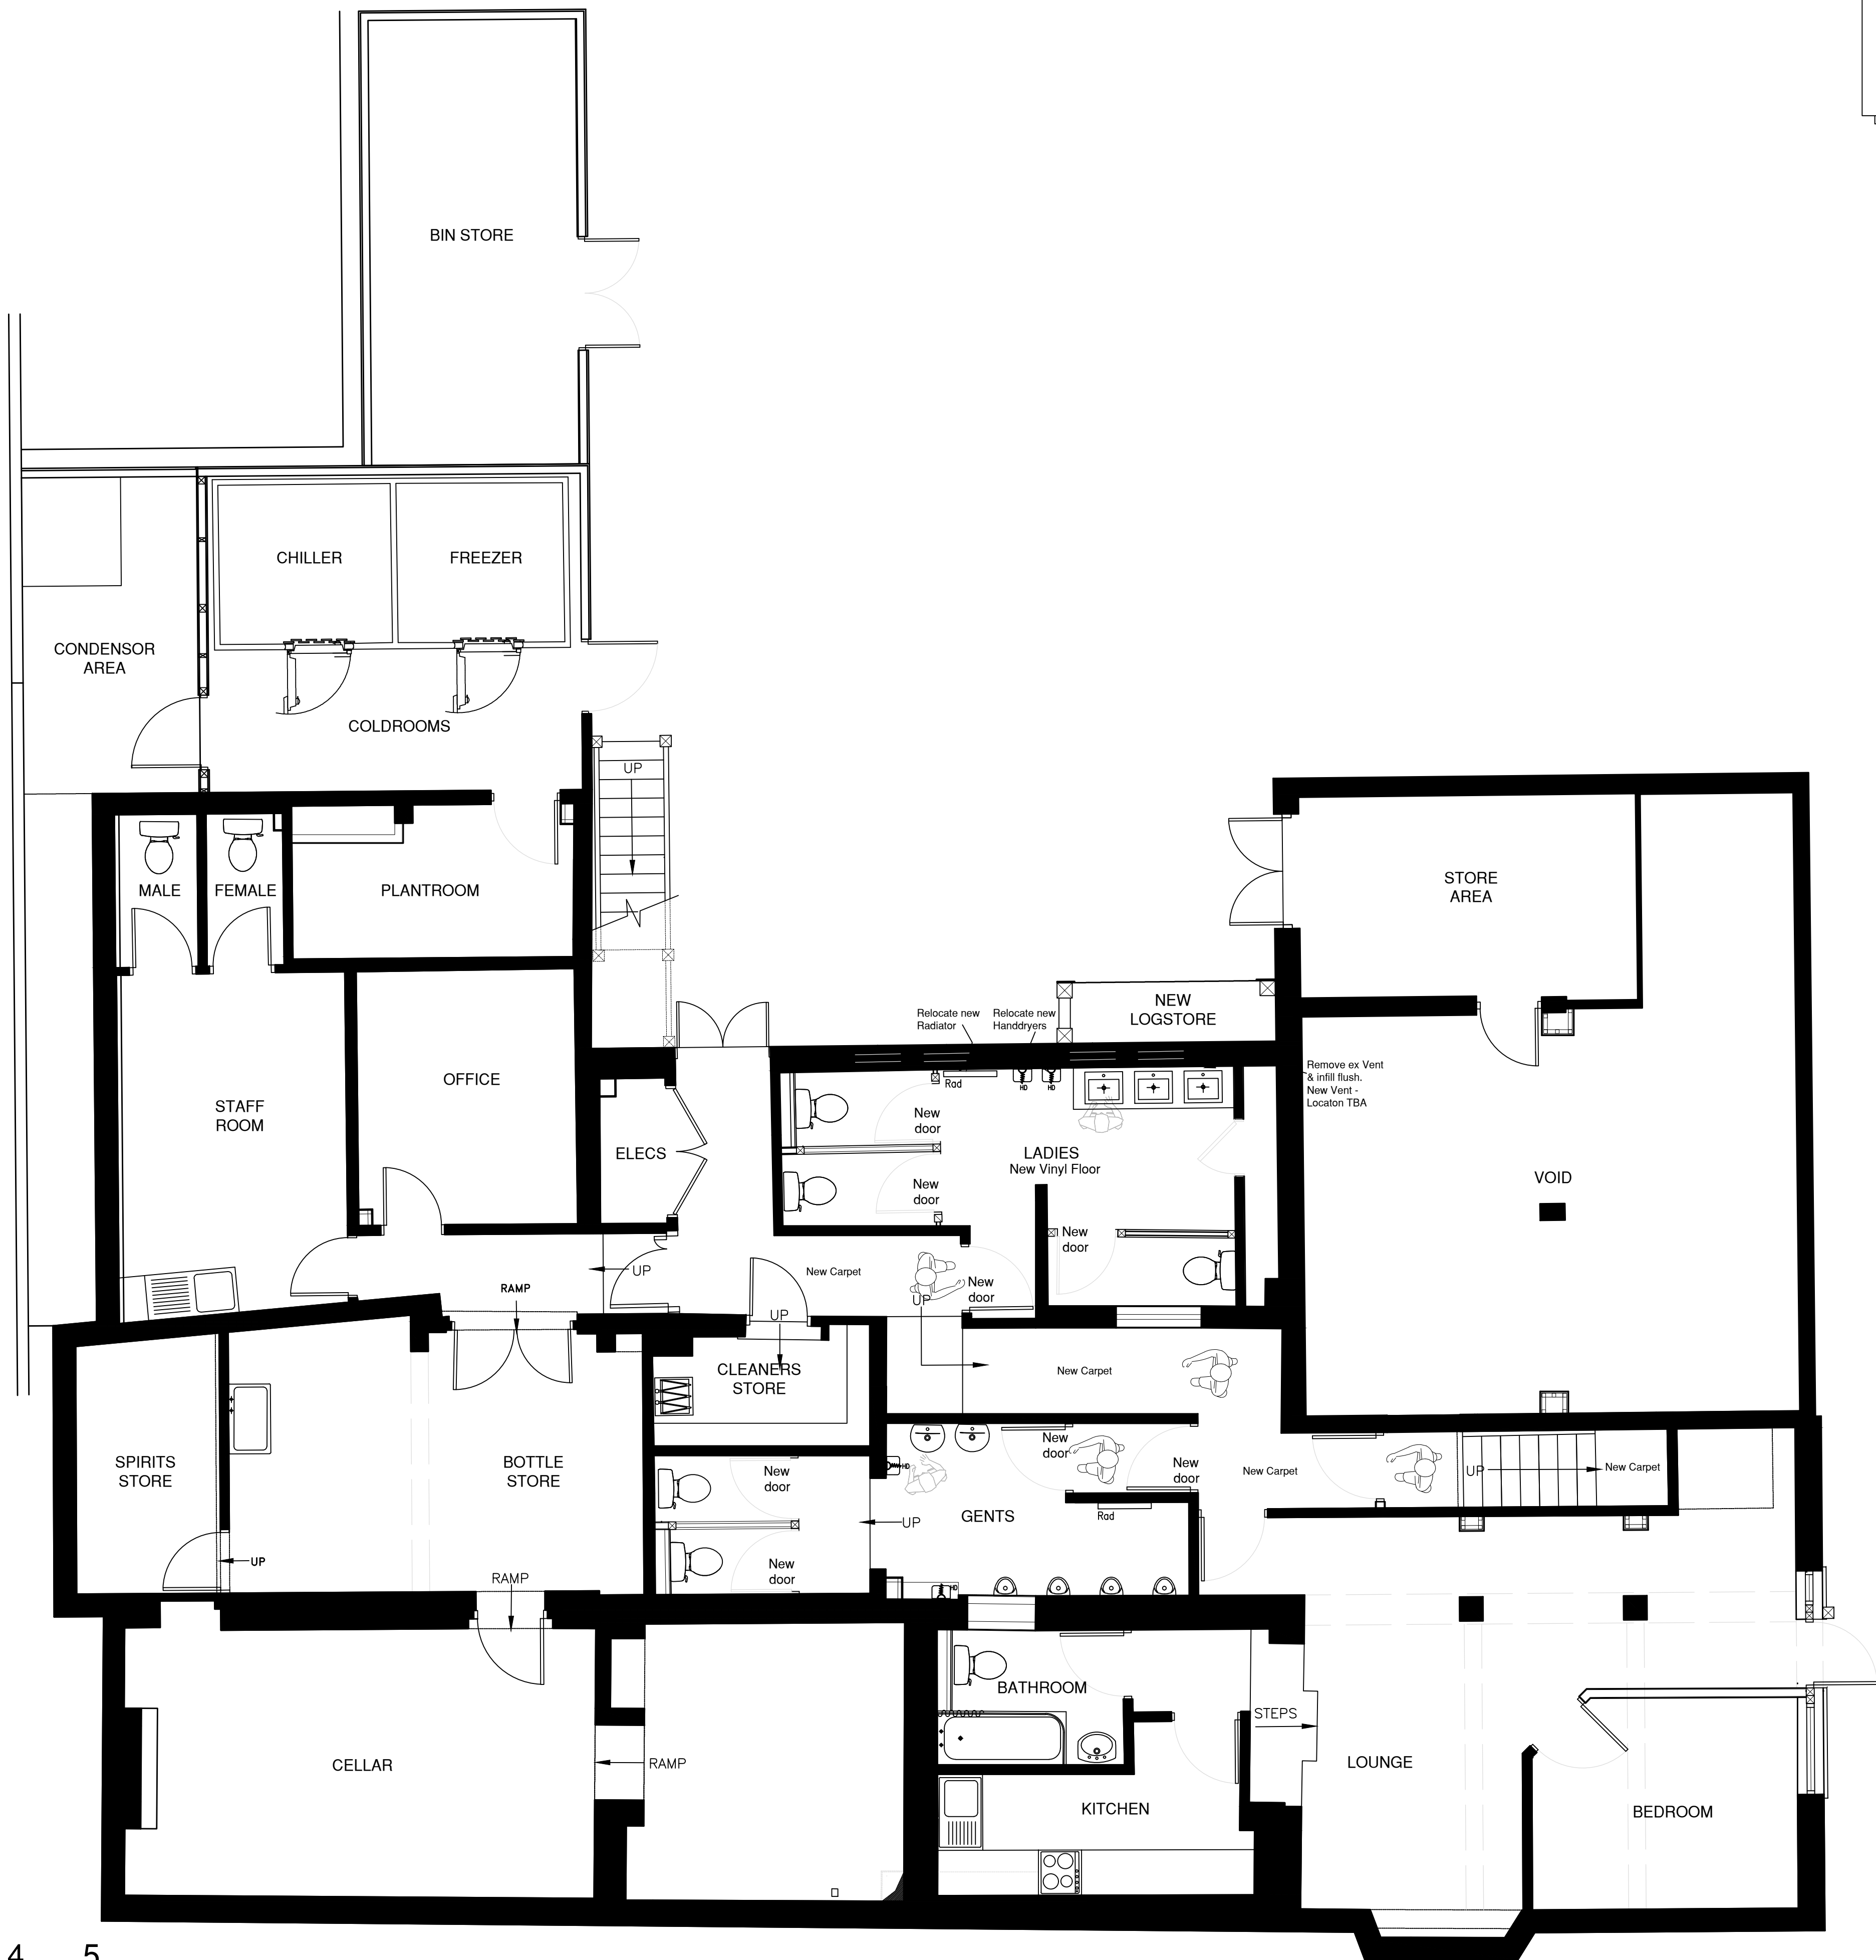 BIN STORE
CHILLER
FREEZER
CONDENSOR
AREA
COLDROOMS
UP
MALE
FEMALE
PLANTROOM
STORE
AREA
NEW
LOGSTORE
Relocate new
Radiator
Relocate new
Handdryers
OFFICE
STAFF
ROOM
Rad
HD
HD
Remove ex Vent
& infill flush.
New Vent -
Locaton TBA
New
door
ELECS
LADIES
New Vinyl Floor
VOID
New
door
New
door
UP
New Carpet
RAMP
New
door
UP
UP
CLEANERS
STORE
New Carpet
SPIRITS
STORE
BOTTLE
STORE
New
door
HD
New
door
New
door
New Carpet
UP
New Carpet
UP
GENTS
Rad
UP
New
door
RAMP
HD
BATHROOM
STEPS
CELLAR
RAMP
LOUNGE
KITCHEN
BEDROOM
4 5